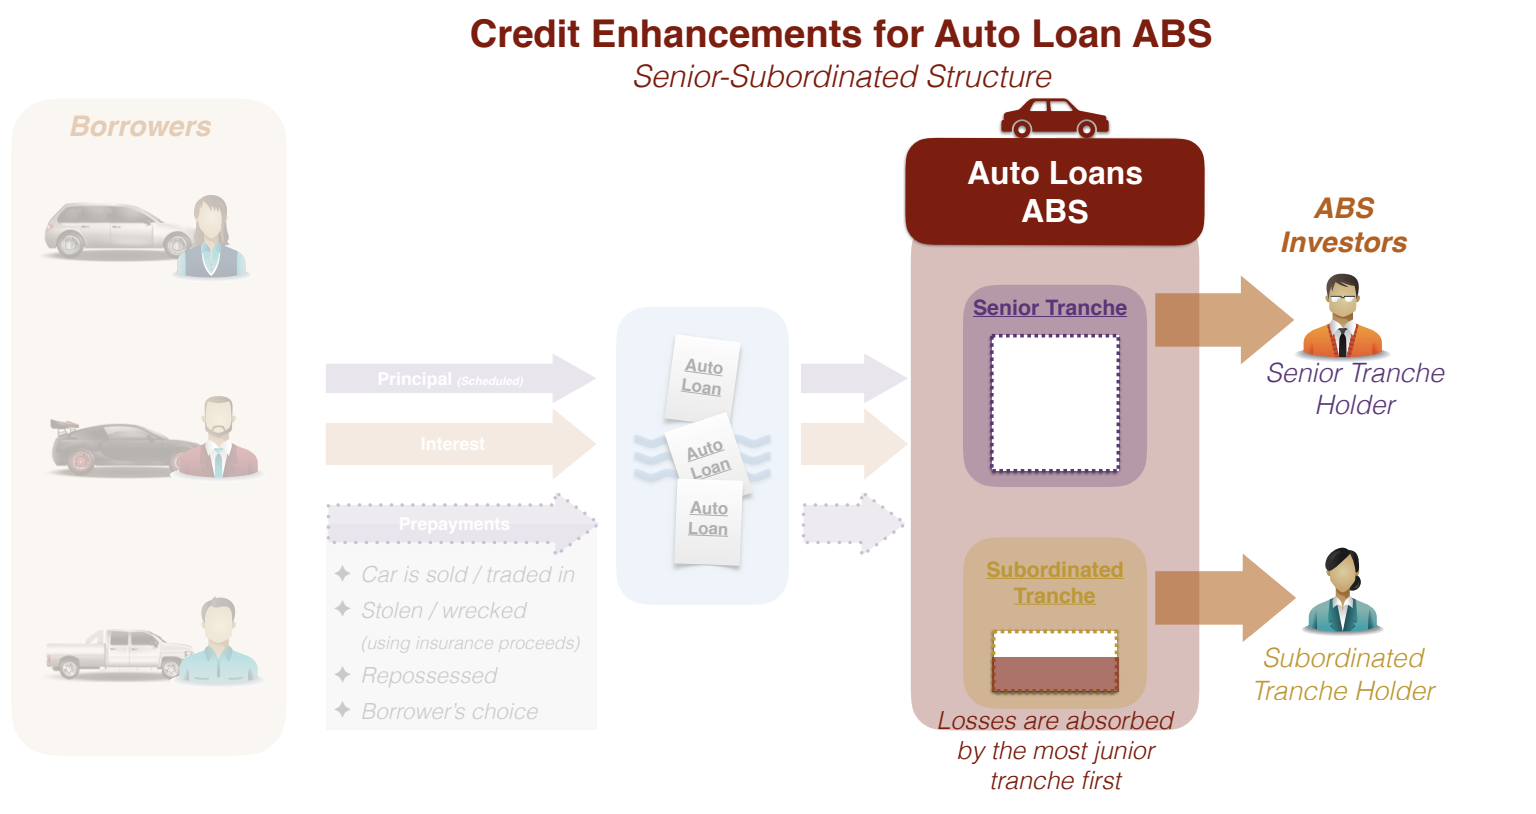 Credit Enhancements for Auto Loan ABS
Senior-Subordinated Structure
Borrowers
Principal (Scheduled)
Interest
Prepayments
Car is sold / traded in
Stolen / wrecked
(using insurance proceeds)
Repossessed
Borrower's choice
Auto
Loan
Auto
Loan
Auto
Loan
Auto Loans
ABS
Senior Tranche
Subordinated
Tranche
Losses are absorbed
by the most junior
tranche first
ABS
Investors
Senior Tranche
Holder
Subordinated
Tranche Holder